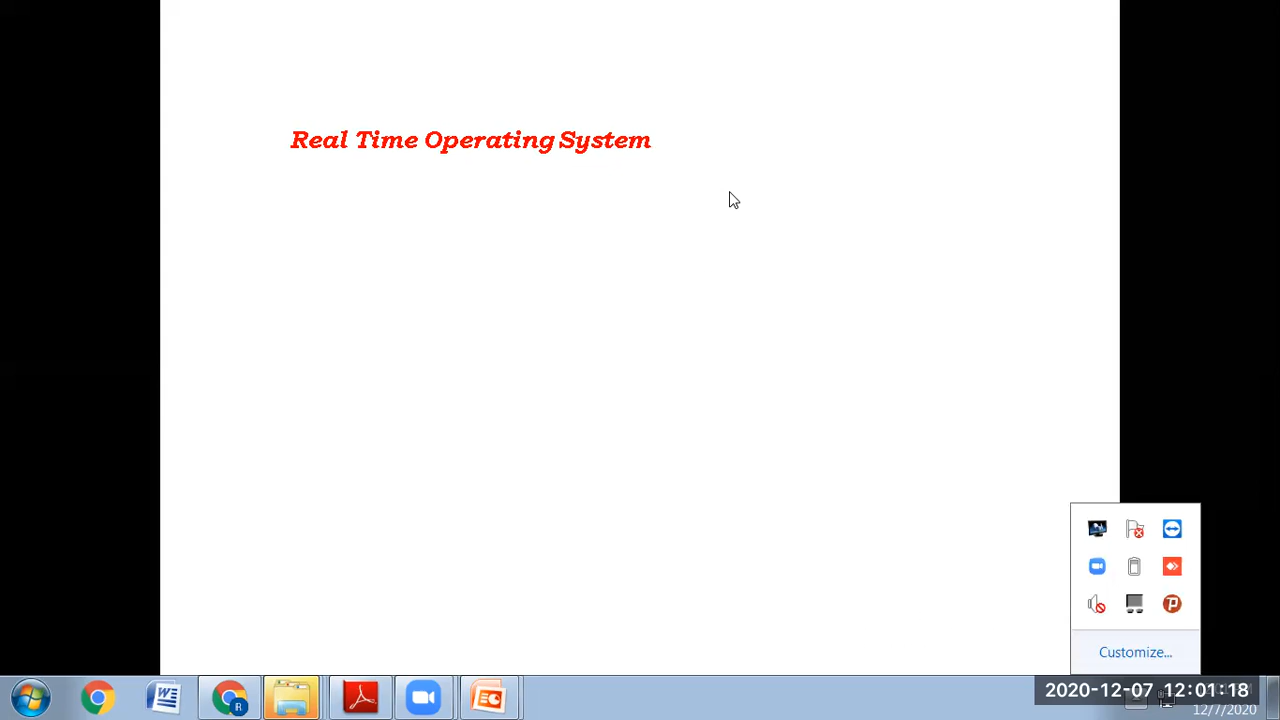 Real Time Operating System
Customize...
2020-12-07 12:01:18
12/7/2020